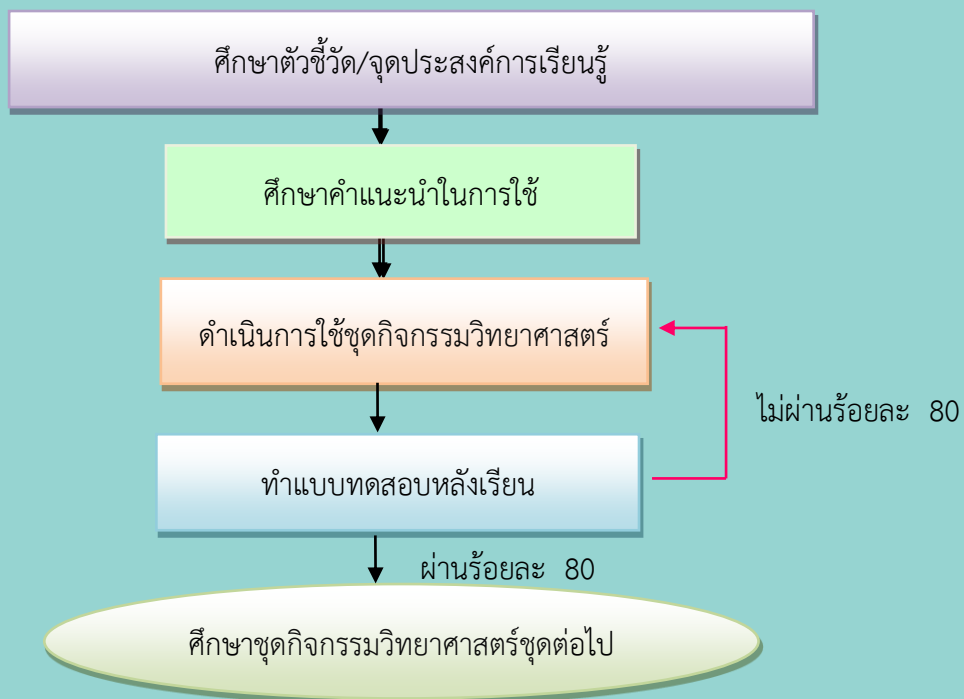 ศึกษาตัวชี้วัด/จุดประสงค์การเรียนรู้
ศึกษาคำแนะนำในการใช้
ดำเนินการใช้ชุดกิจกรรมวิทยาศาสตร์
ไม่ผ่านร้อยละ 80
ทำแบบทดสอบหลังเรียน
ผ่านร้อยละ 80
ศึกษาชุดกิจกรรมวิทยาศาสตร์ชุดต่อไป